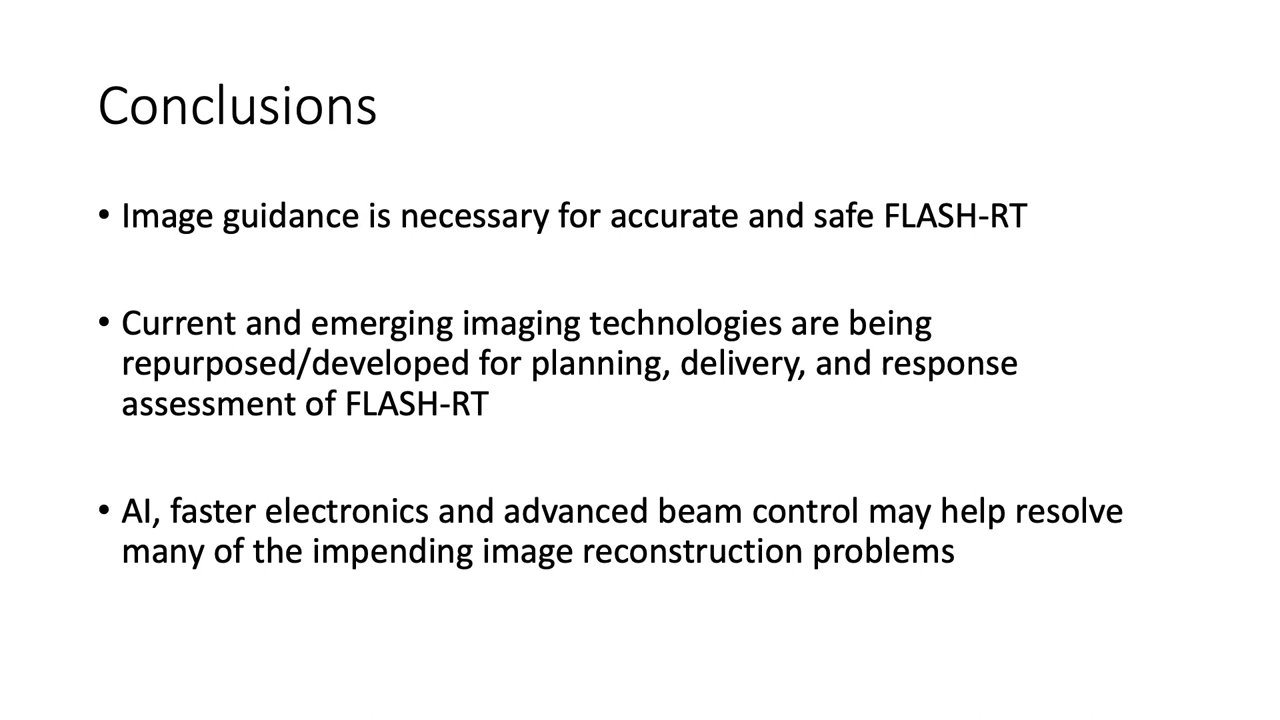 Conclusions
• Image guidance is necessary for accurate and safe FLASH-RT
• Current and emerging imaging technologies are being
repurposed/developed for planning, delivery, and response
assessment of FLASH-RT
• AI, faster electronics and advanced beam control may help resolve
many of the impending image reconstruction problems